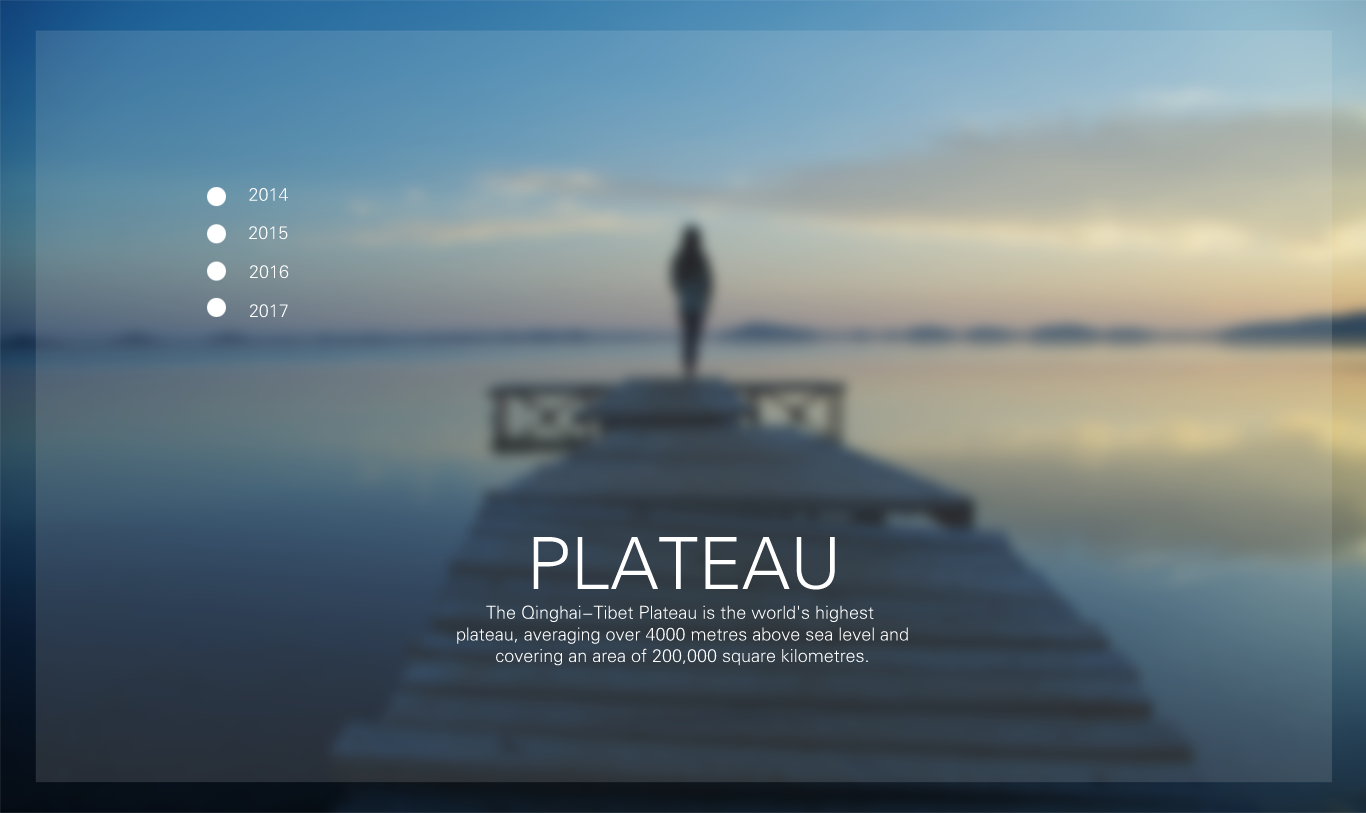 2014
2015
2016
2017
PLATEAU
The Qinghai–Tibet Plateau is the world's highest
plateau, averaging over 4000 metres above sea level and
covering an area of 200,000 square kilometres.